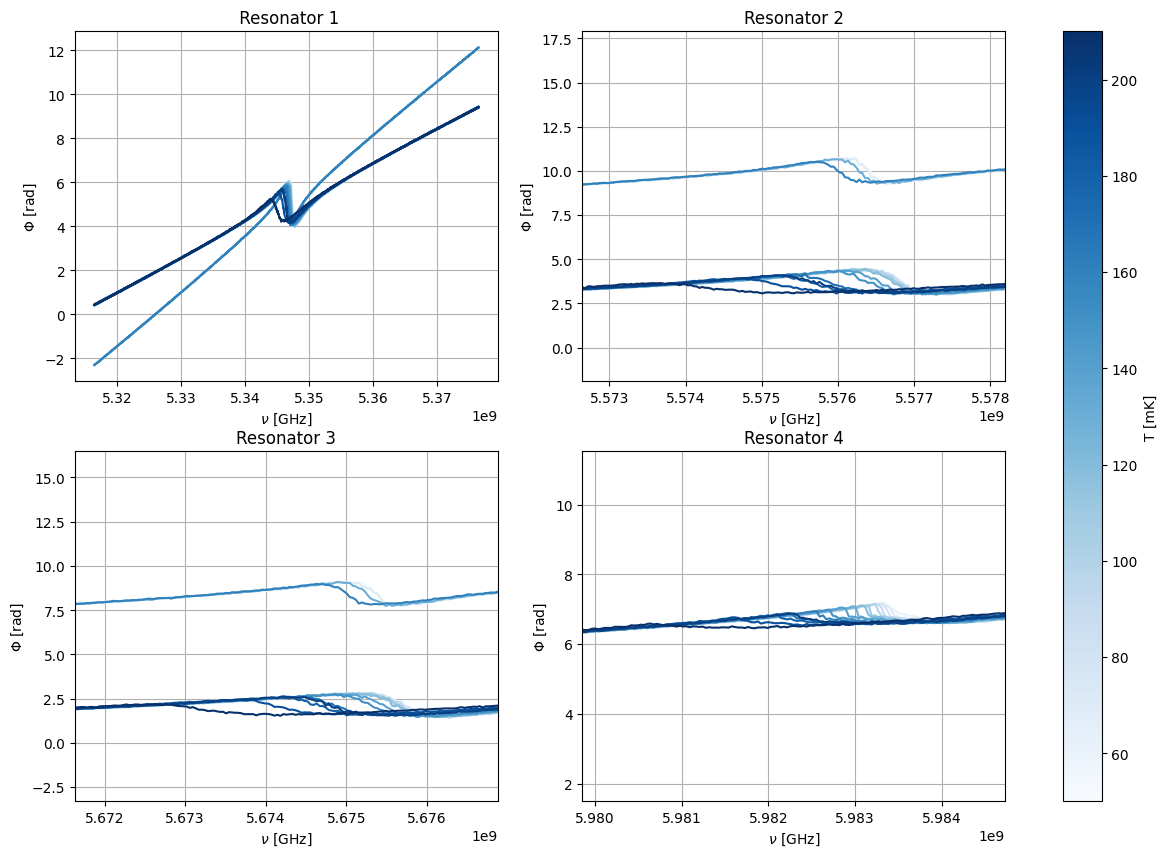 Resonator 1
12
10
8
6
4
2
0
−2
Φ [rad]
5.32 5.33 5.34 5.35 5.36 5.37
1e9
ν [GHz]
Resonator 2
17.5
15.0
12.5
10.0
7.5
5.0
2.5
0.0
Φ [rad]
5.573 5.574 5.575 5.576 5.577 5.578
1e9
ν [GHz]
Resonator 3
15.0
12.5
10.0
7.5
5.0
2.5
0.0
−2.5
Φ [rad]
5.672 5.673 5.674 5.675 5.676
1e9
ν [GHz]
Resonator 4
10
8
6
4
2
Φ [rad]
5.980 5.981 5.982 5.983 5.984
1e9
ν [GHz]
200
180
160
140
120
100
80
60
T [mK]